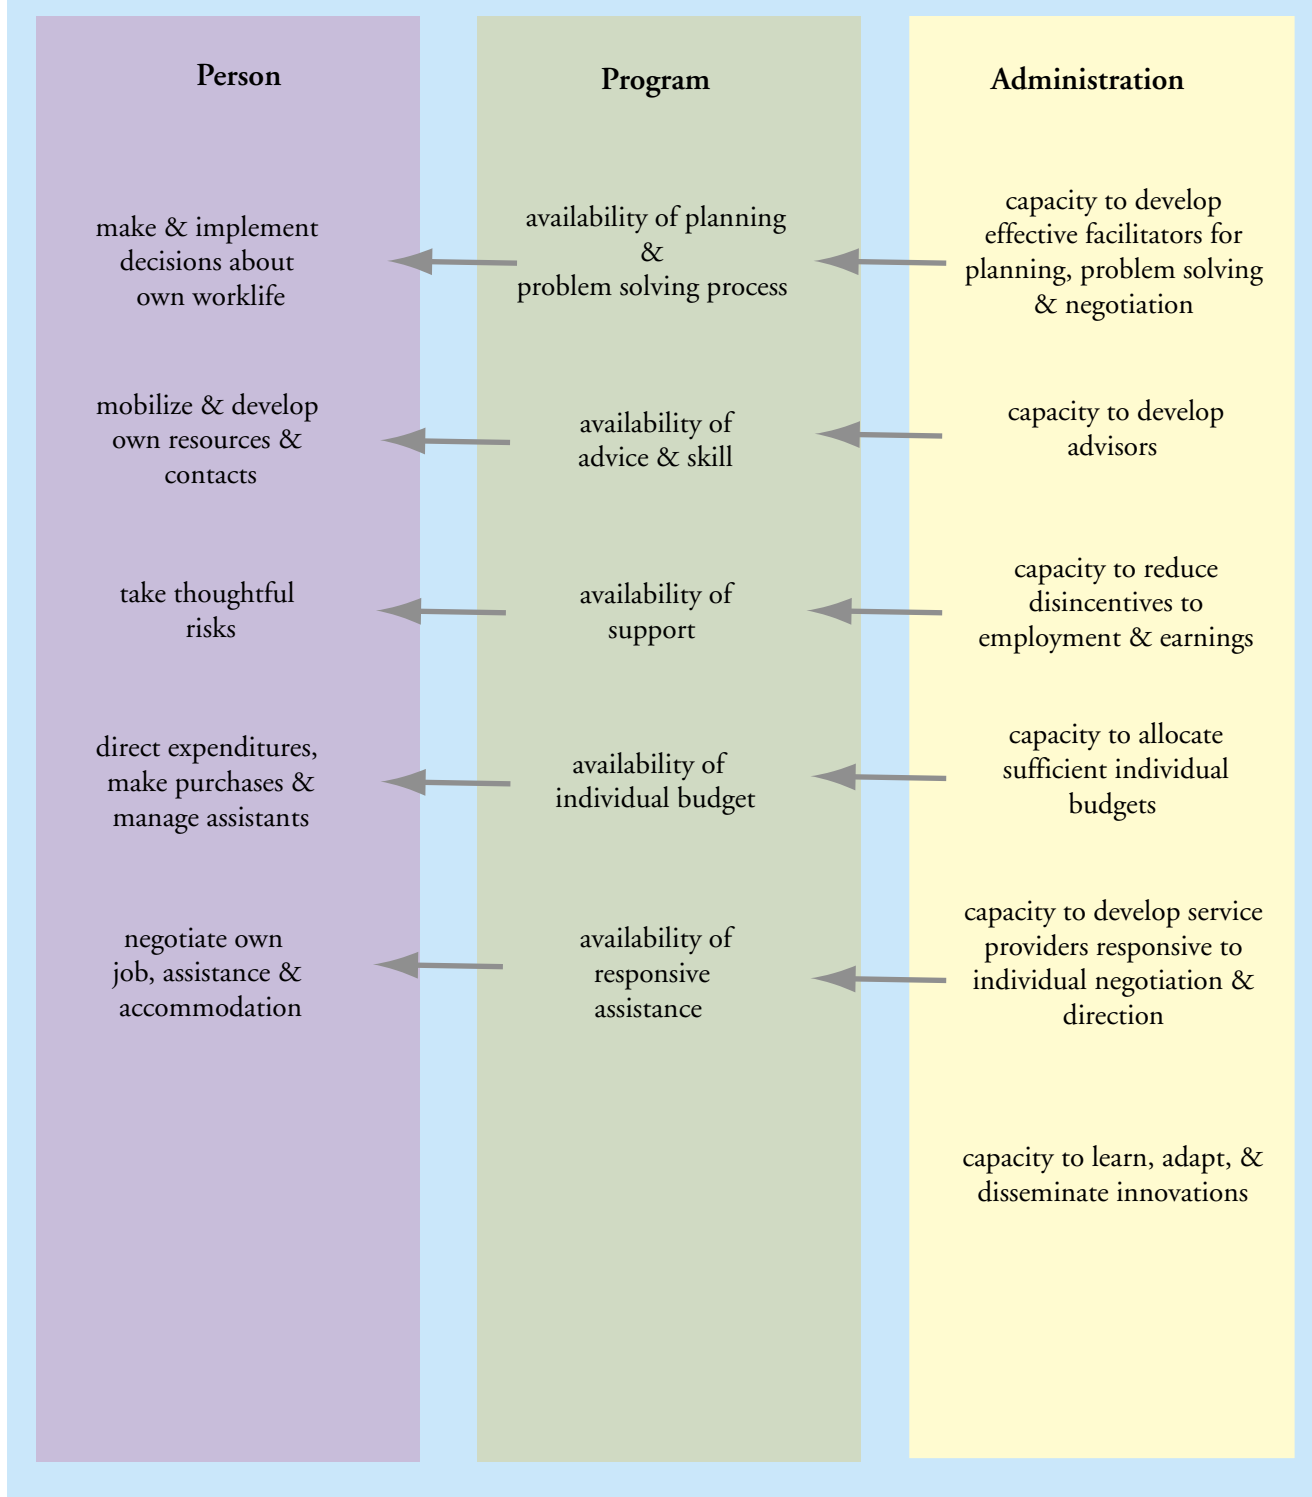 Person
make & implement
decisions about
own worklife
mobilize & develop
own resources &
contacts
take thoughtful
risks
direct expenditures,
make purchases &
manage assistants
negotiate own
job, assistance &
accommodation
Program
availability of planning
&
problem solving process
availability of
advice & skill
availability of
support
availability of
individual budget
availability of
responsive
assistance
Administration
capacity to develop
effective facilitators for
planning, problem solving
& negotiation
capacity to develop
advisors
capacity to reduce
disincentives to
employment & earnings
capacity to allocate
sufficient individual
budgets
capacity to develop service
providers responsive to
individual negotiation &
direction
capacity to learn, adapt, &
disseminate innovations